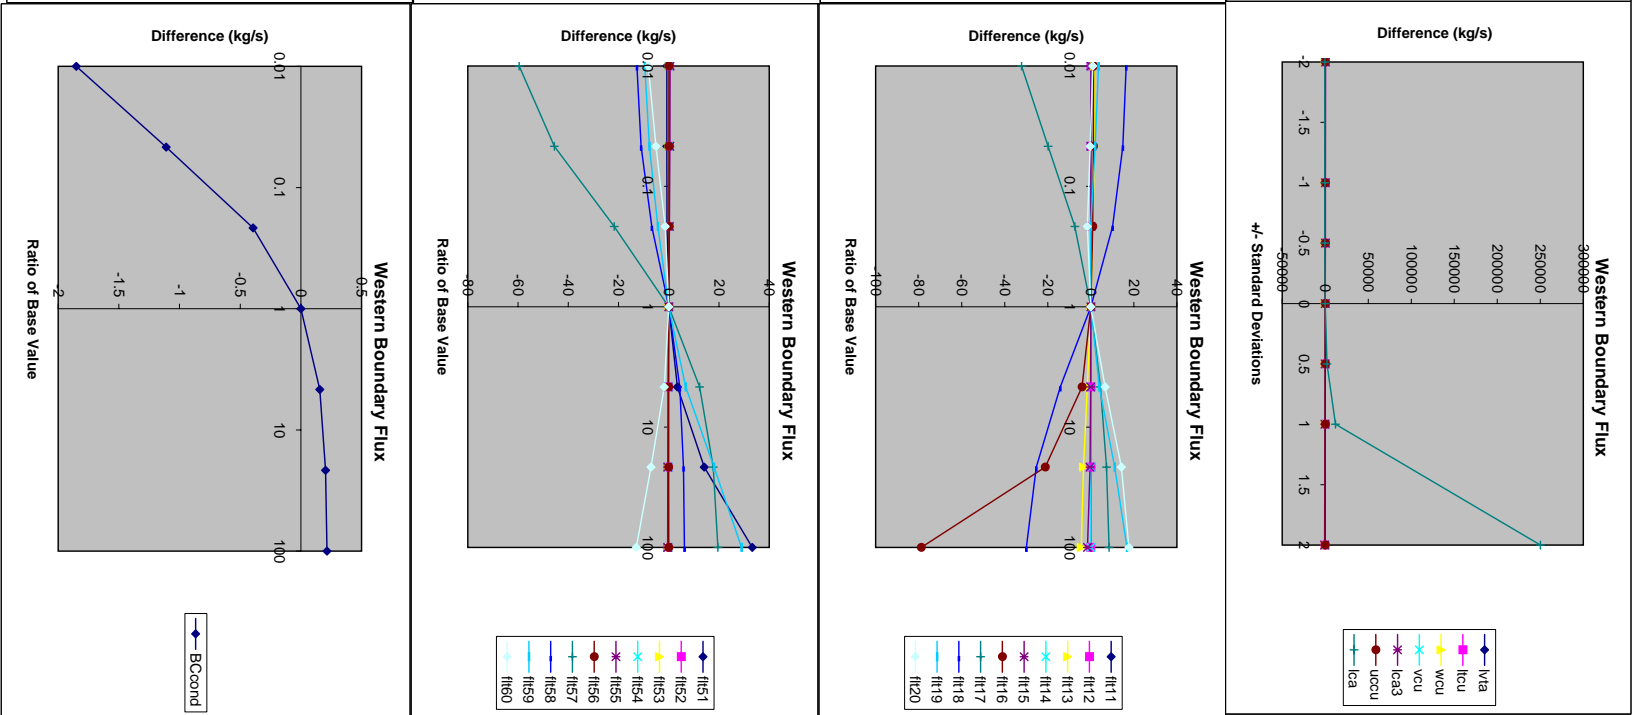 Western Boundary Flux
Difference (kg/s)
300000
250000
200000
150000
100000
50000
0
-50000
-2
-1.5
-1
-0.5
0
0.5
1
1.5
2
+/- Standard Deviations
lvta
ltcu
wcu
vcu
lca3
uccu
lca
Western Boundary Flux
Difference (kg/s)
40
20
0
-20
-40
-60
-80
-100
0.01
0.1
1
10
100
Ratio of Base Value
flt11
flt12
flt13
flt14
flt15
flt16
flt17
flt18
flt19
flt20
Western Boundary Flux
Difference (kg/s)
40
20
0
-20
-40
-60
-80
0.01
0.1
1
10
100
Ratio of Base Value
flt51
flt52
flt53
flt54
flt55
flt56
flt57
flt58
flt59
flt60
Western Boundary Flux
Difference (kg/s)
0.5
0
-0.5
-1
-1.5
-2
0.01
0.1
1
10
100
Ratio of Base Value
BCcond